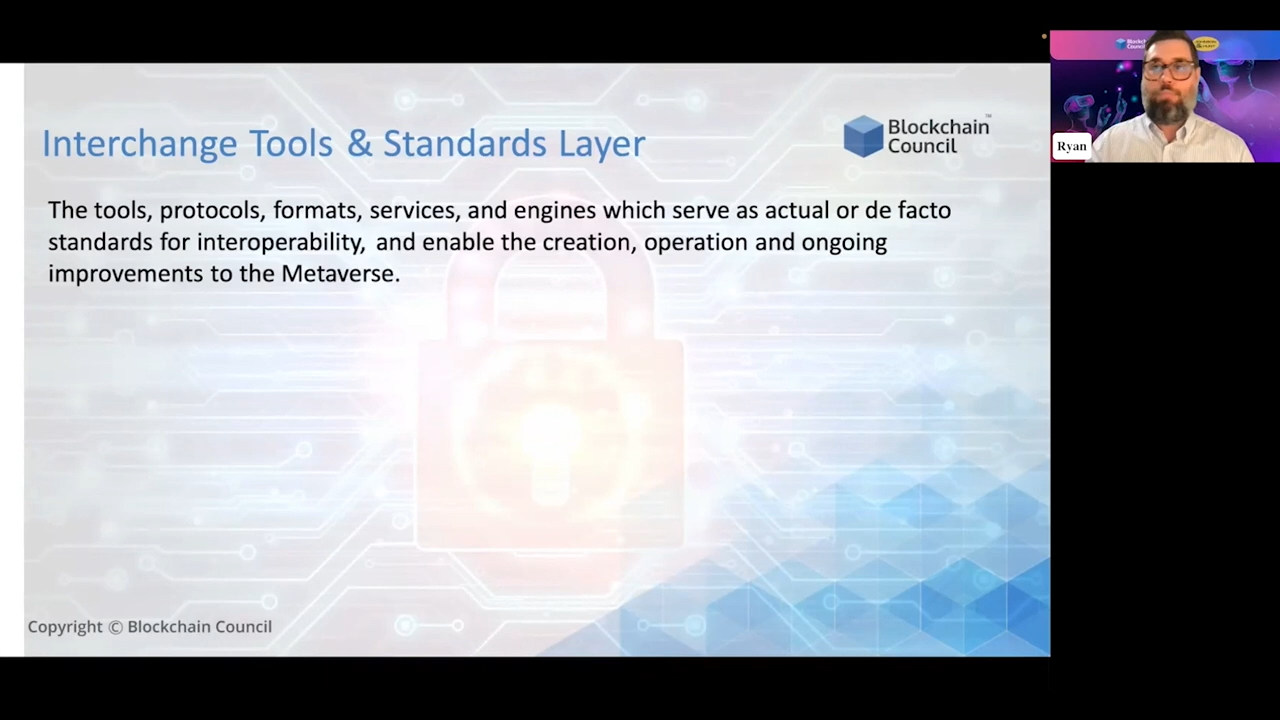 Interchange Tools & Standards Layer
Blockchain
Council
™
The tools, protocols, formats, services, and engines which serve as actual or de facto
standards for interoperability, and enable the creation, operation and ongoing
improvements to the Metaverse.
Copyright © Blockchain Council
Ryan